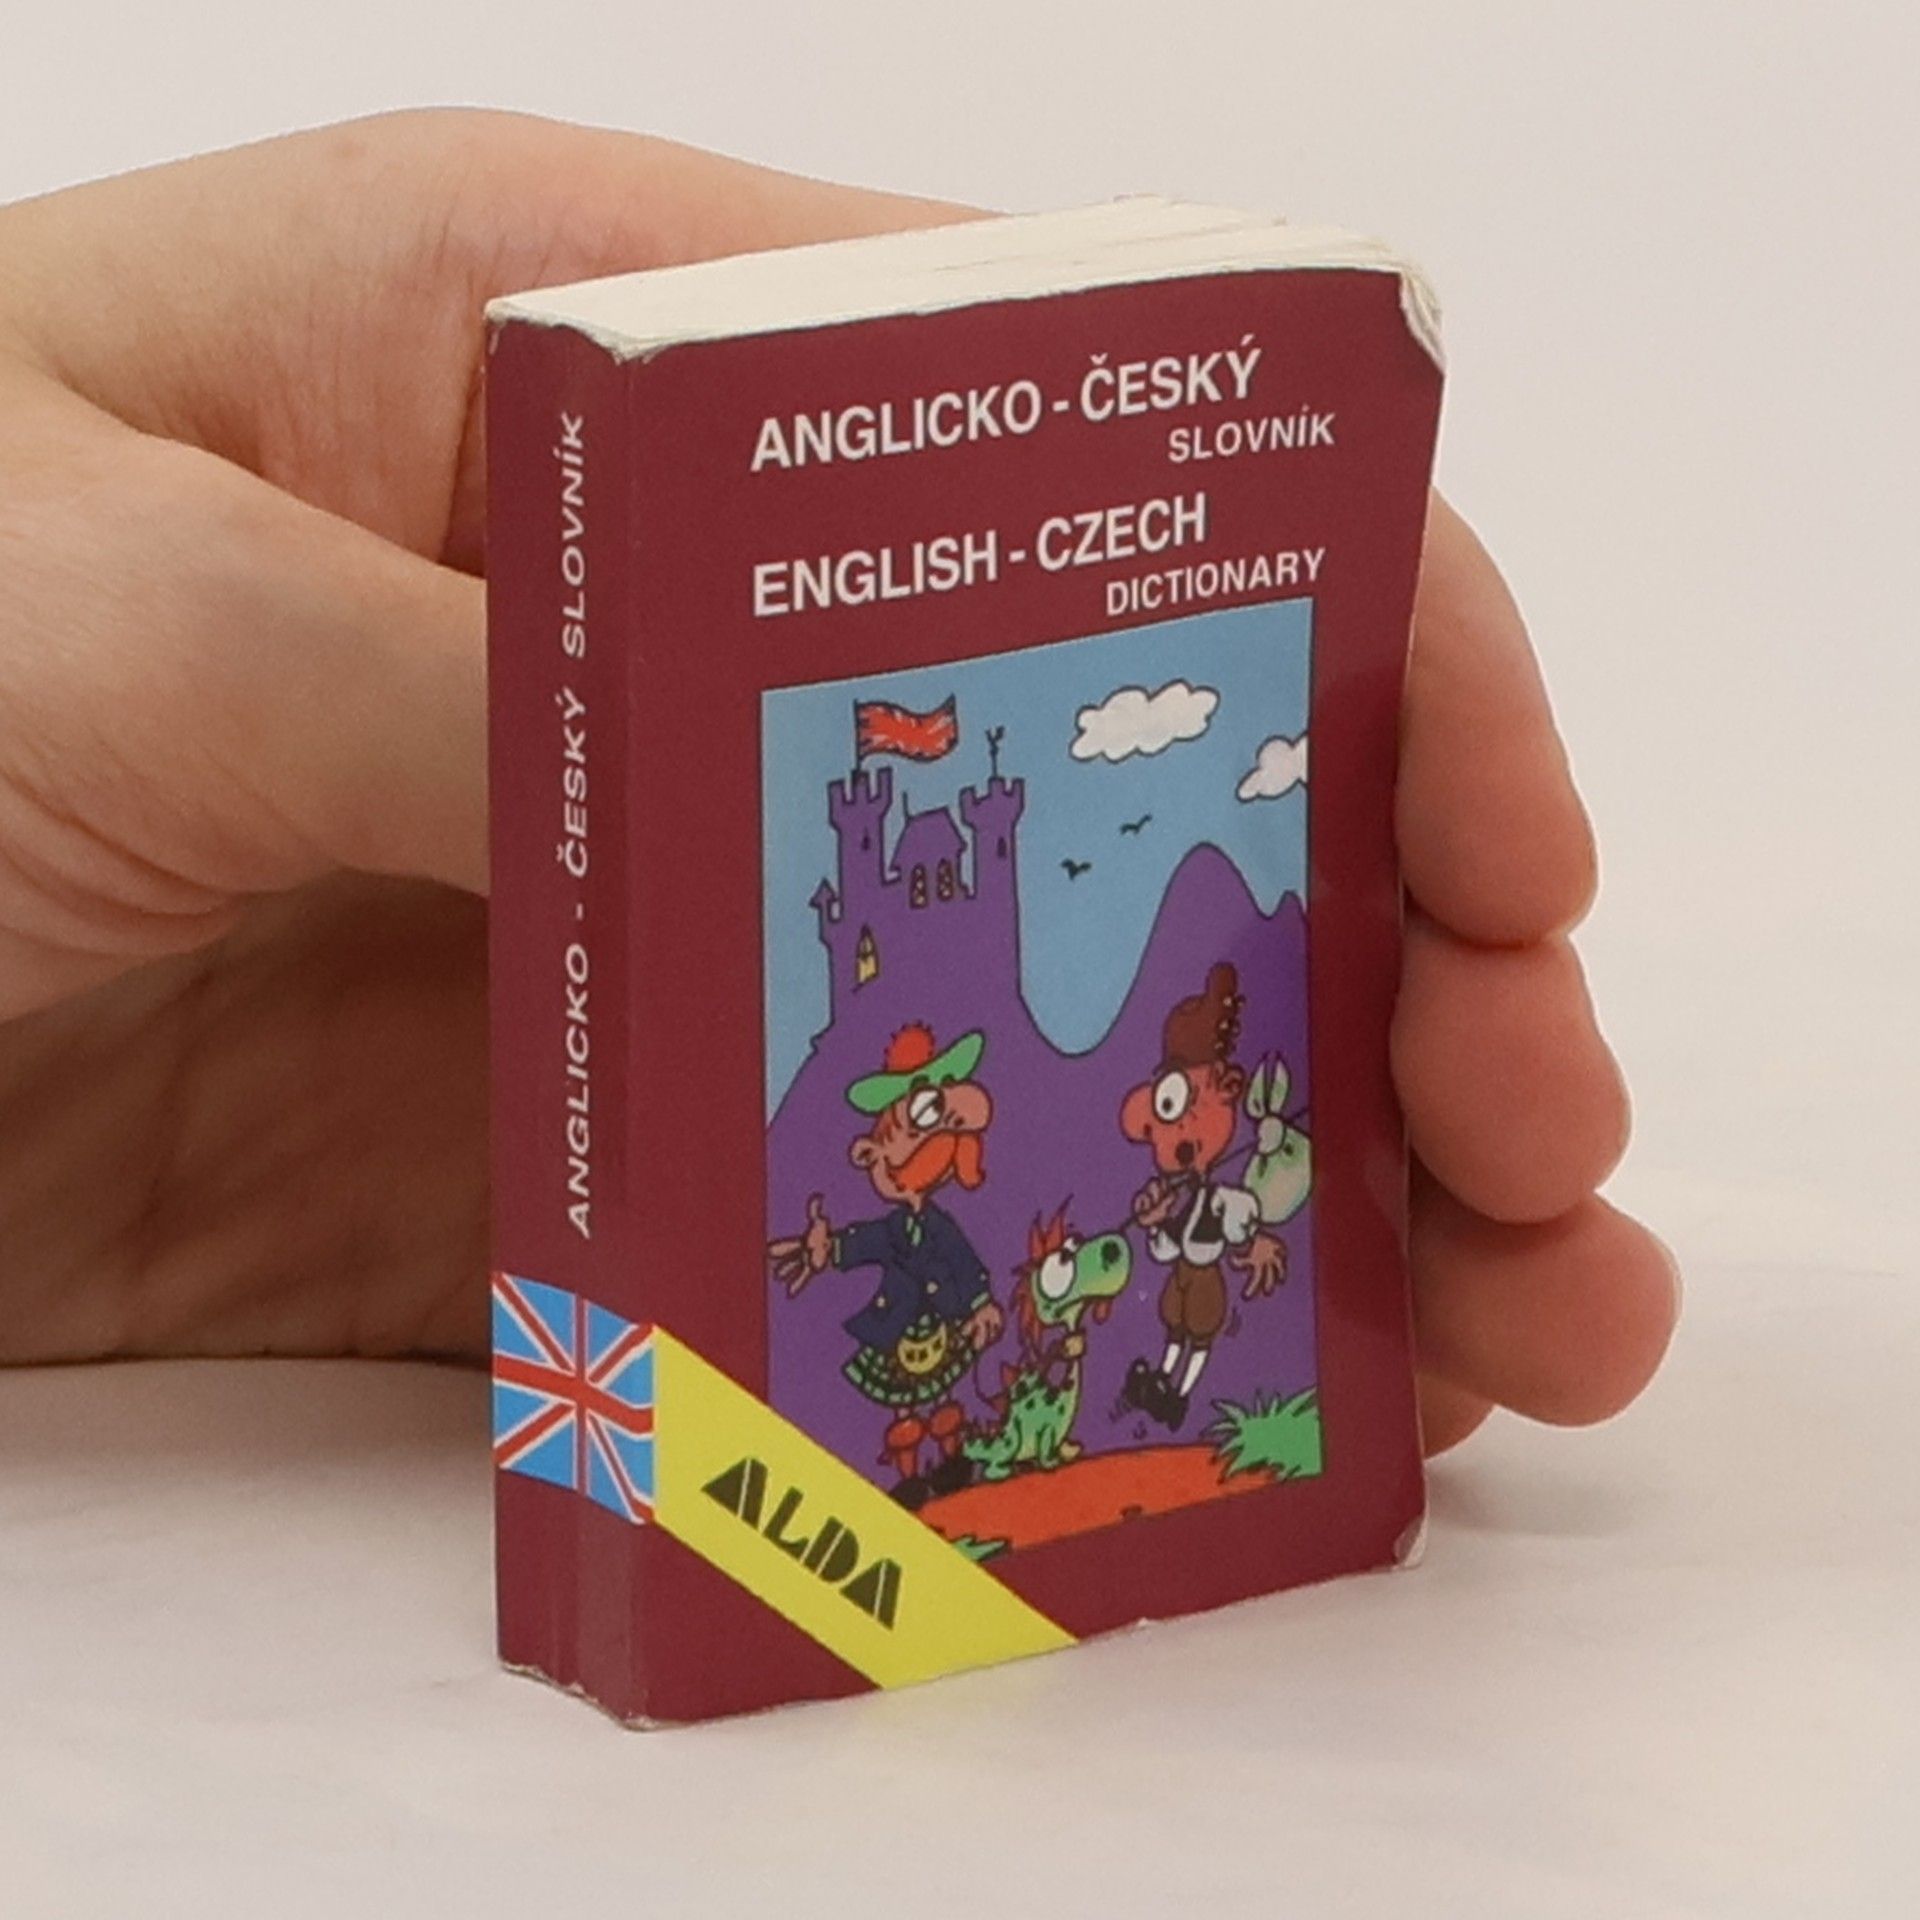 ANGLICKO - ČESKÝ SLOVNÍK
ANGLICKO - ČESKÝ
SLOVNÍK
ENGLISH - CZECH
DICTIONARY
ALDA